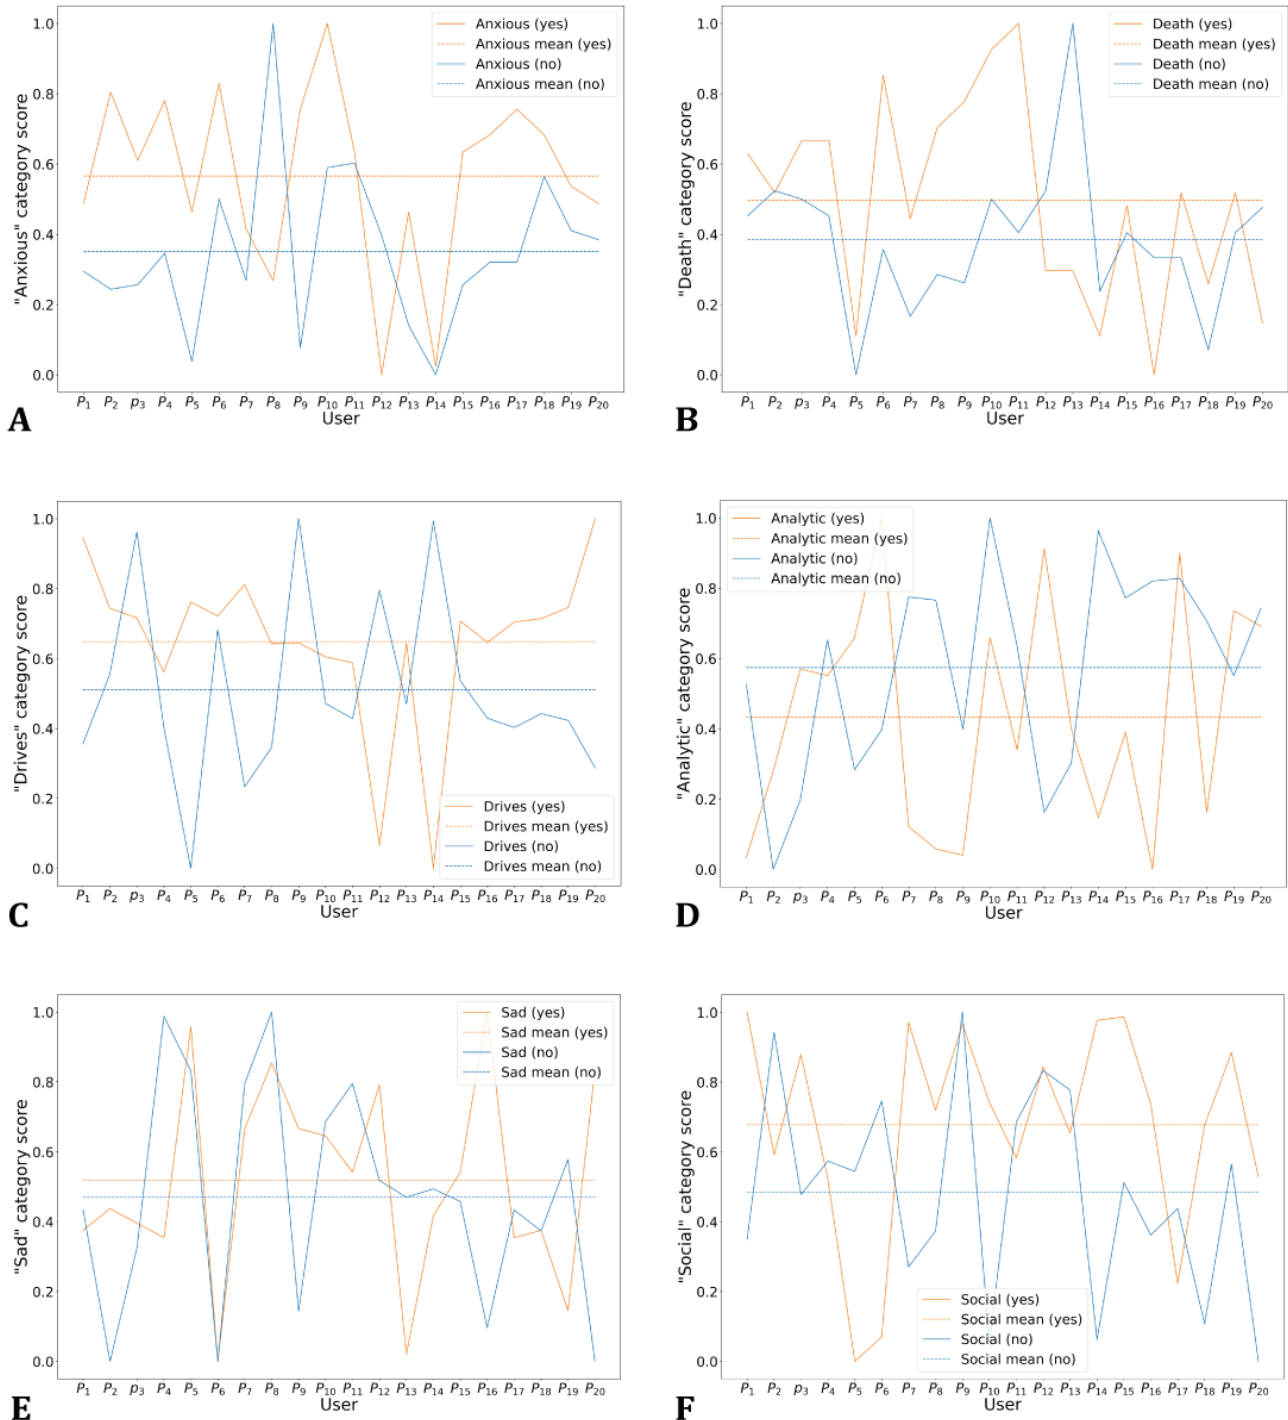 1.0
0.8
0.6
0.4
0.2
0.0
"Anxious" category score
Anxious (yes)
Anxious mean (yes)
Anxious (no)
Anxious mean (no)
P1 P2 p3 P4 P5 P6 P7 P8 P9 P10 P11 P12 P13 P14 P15 P16 P17 P18 P19 P20
User
A
1.0
0.8
0.6
0.4
0.2
0.0
"Death" category score
Death (yes)
Death mean (yes)
Death (no)
Death mean (no)
P1 P2 p3 P4 P5 P6 P7 P8 P9 P10 P11 P12 P13 P14 P15 P16 P17 P18 P19 P20
User
B
1.0
0.8
0.6
0.4
0.2
0.0
"Drives" category score
Drives (yes)
Drives mean (yes)
Drives (no)
Drives mean (no)
P1 P2 p3 P4 P5 P6 P7 P8 P9 P10 P11 P12 P13 P14 P15 P16 P17 P18 P19 P20
User
C
1.0
0.8
0.6
0.4
0.2
0.0
"Analytic" category score
Analytic (yes)
Analytic mean (yes)
Analytic (no)
Analytic mean (no)
P1 P2 p3 P4 P5 P6 P7 P8 P9 P10 P11 P12 P13 P14 P15 P16 P17 P18 P19 P20
User
D
1.0
0.8
0.6
0.4
0.2
0.0
"Sad" category score
Sad (yes)
Sad mean (yes)
Sad (no)
Sad mean (no)
P1 P2 p3 P4 P5 P6 P7 P8 P9 P10 P11 P12 P13 P14 P15 P16 P17 P18 P19 P20
User
E
1.0
0.8
0.6
0.4
0.2
0.0
"Social" category score
Social (yes)
Social mean (yes)
Social (no)
Social mean (no)
P1 P2 p3 P4 P5 P6 P7 P8 P9 P10 P11 P12 P13 P14 P15 P16 P17 P18 P19 P20
User
F